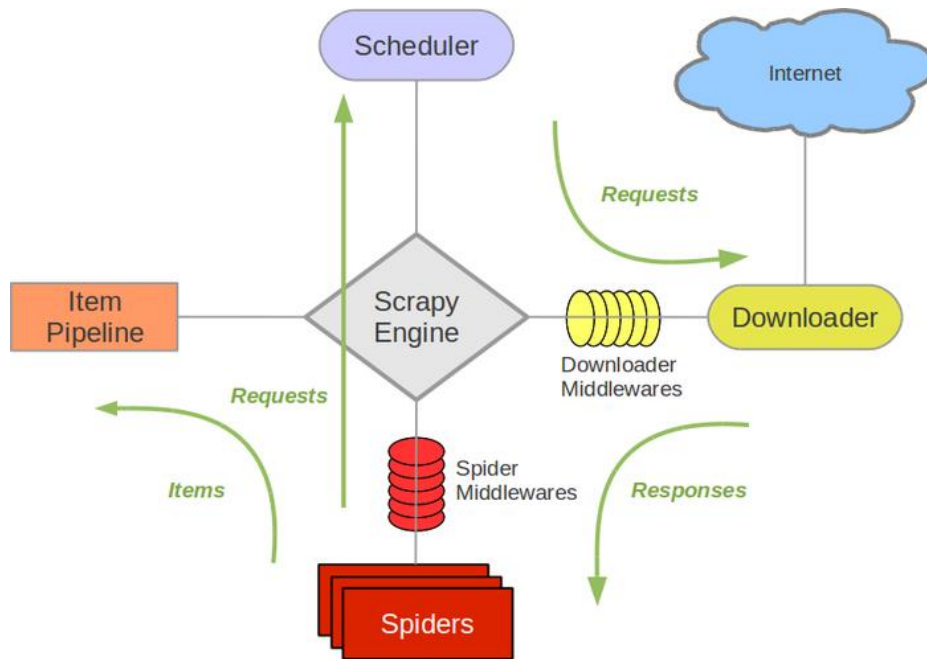 Scheduler
Internet
Requests
Item
Pipeline
Scrapy
Engine
Downloader
Downloader
Middlewares
Requests
Items
Spider
Middlewares
Responses
Spiders